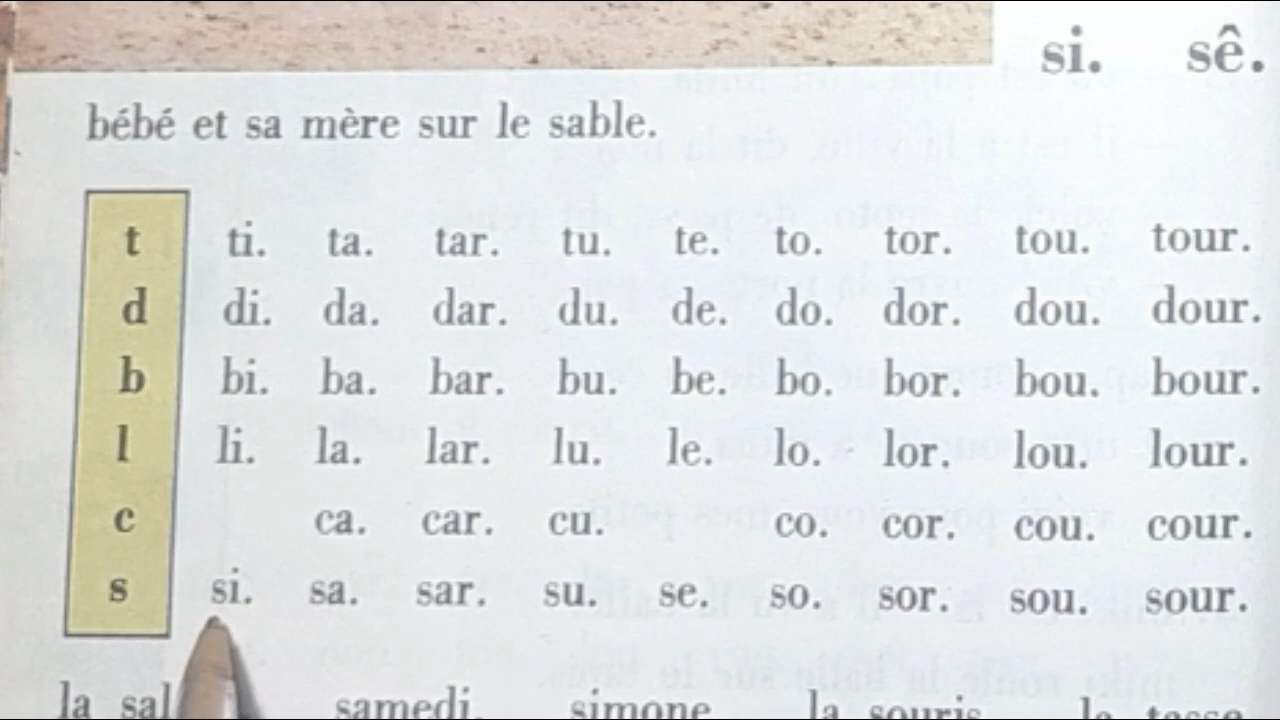 si. sê.
bébé et sa mère sur le sable.
t ti. ta. tar. tu. te. to. tor. tou. tour.
d di. da. dar. du. de. do. dor. dou. dour.
b bi. ba. bar. bu. be. bo. bor. bou. bour.
l li. la. lar. lu. le. lo. lor. lou. lour.
c ca. car. cu. co. cor. cou. cour.
s si. sa. sar. su. se. so. sor. sou. sour.
la samedi. simone la souris la tasse